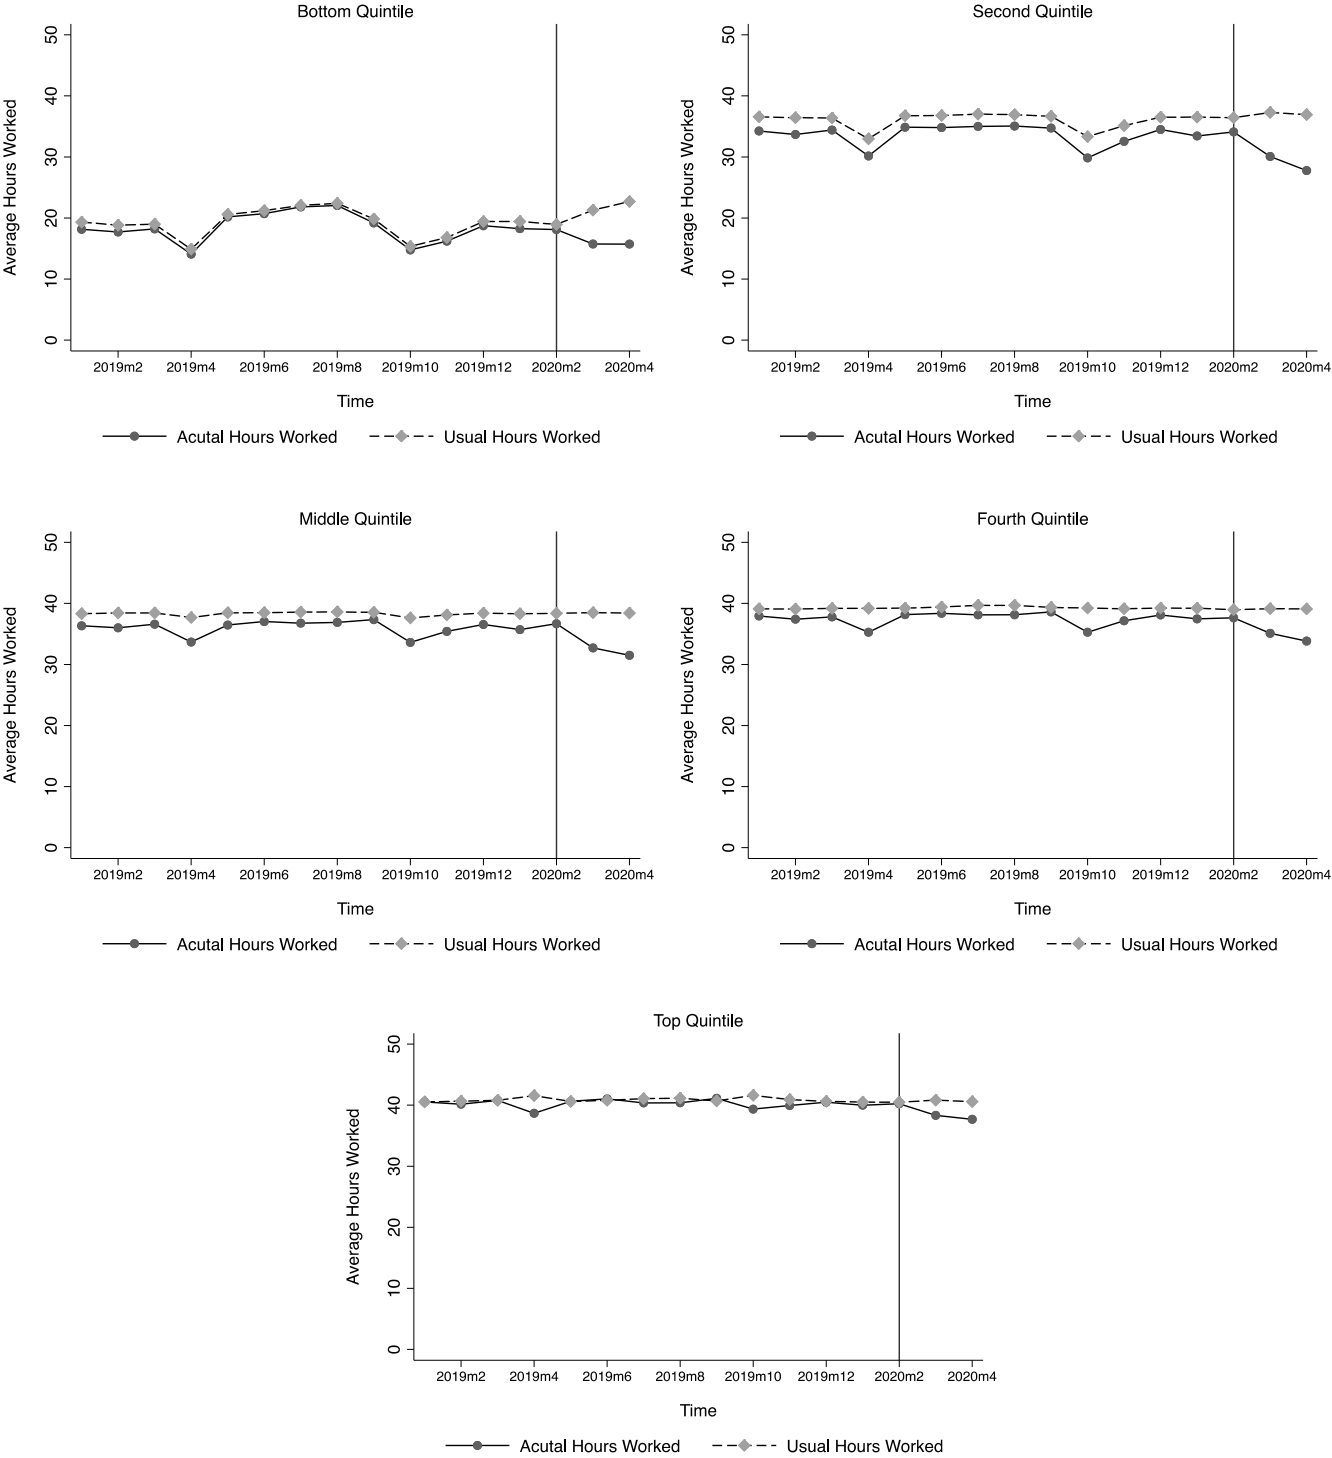 Bottom Quintile
Average Hours Worked
50
40
30
20
10
0
2019m2 2019m4 2019m6 2019m8 2019m10 2019m12 2020m2 2020m4
Time
Acutal Hours Worked Usual Hours Worked
Second Quintile
Average Hours Worked
50
40
30
20
10
0
2019m2 2019m4 2019m6 2019m8 2019m10 2019m12 2020m2 2020m4
Time
Acutal Hours Worked Usual Hours Worked
Middle Quintile
Average Hours Worked
50
40
30
20
10
0
2019m2 2019m4 2019m6 2019m8 2019m10 2019m12 2020m2 2020m4
Time
Acutal Hours Worked Usual Hours Worked
Fourth Quintile
Average Hours Worked
50
40
30
20
10
0
2019m2 2019m4 2019m6 2019m8 2019m10 2019m12 2020m2 2020m4
Time
Acutal Hours Worked Usual Hours Worked
Top Quintile
Average Hours Worked
50
40
30
20
10
0
2019m2 2019m4 2019m6 2019m8 2019m10 2019m12 2020m2 2020m4
Time
Acutal Hours Worked Usual Hours Worked